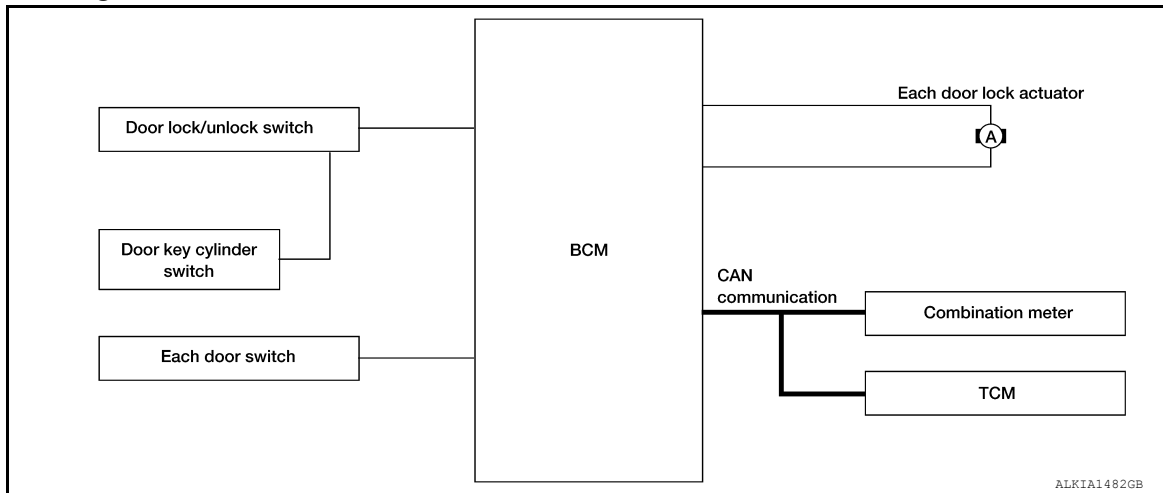 Each door lock actuator
Door lock/unlock switch
A
Door key cylinder
switch
BCM
CAN
communication
Combination meter
Each door switch
TCM
ALKIA1482GB